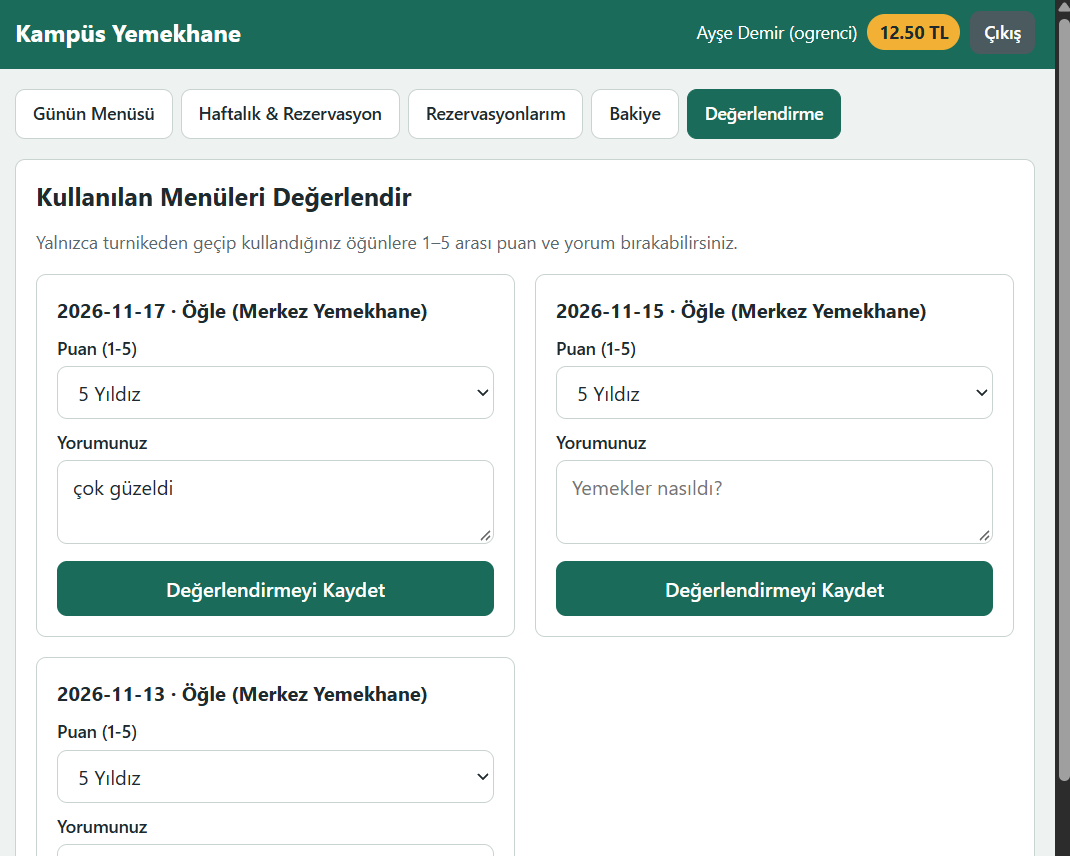 Kampüs Yemekhane
Ayşe Demir (ogrenci) 12.50 TL Çıkış
Günün Menüsü Haftalık & Rezervasyon Rezervasyonlarım Bakiye Değerlendirme
Kullanılan Menüleri Değerlendir
Yalnızca turnikeden geçip kullandığınız öğünlere 1–5 arası puan ve yorum bırakabilirsiniz.
2026-11-17 · Öğle (Merkez Yemekhane)
Puan (1-5)
5 Yıldız
Yorumunuz
çok güzeldi
Değerlendirmeyi Kaydet
2026-11-15 · Öğle (Merkez Yemekhane)
Puan (1-5)
5 Yıldız
Yorumunuz
Yemekler nasıldı?
Değerlendirmeyi Kaydet
2026-11-13 · Öğle (Merkez Yemekhane)
Puan (1-5)
5 Yıldız
Yorumunuz